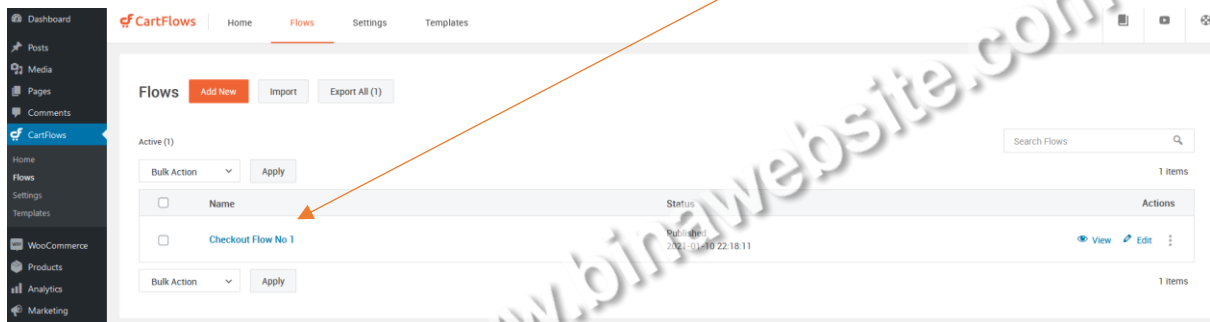 Dashboard
Posts
Media
Pages
Comments
CartFlows
Home
Flows
Settings
Templates
WooCommerce
Products
Analytics
Marketing
CartFlows Home Flows Settings Templates
Flows Add New Import Export All (1)
Active (1)
Search Flows
Bulk Action Apply
1 items
Name Status Actions
Checkout Flow No 1
Published
2021-01-10 22:18:11
View Edit
Bulk Action Apply
1 items
www.binawebsite.com